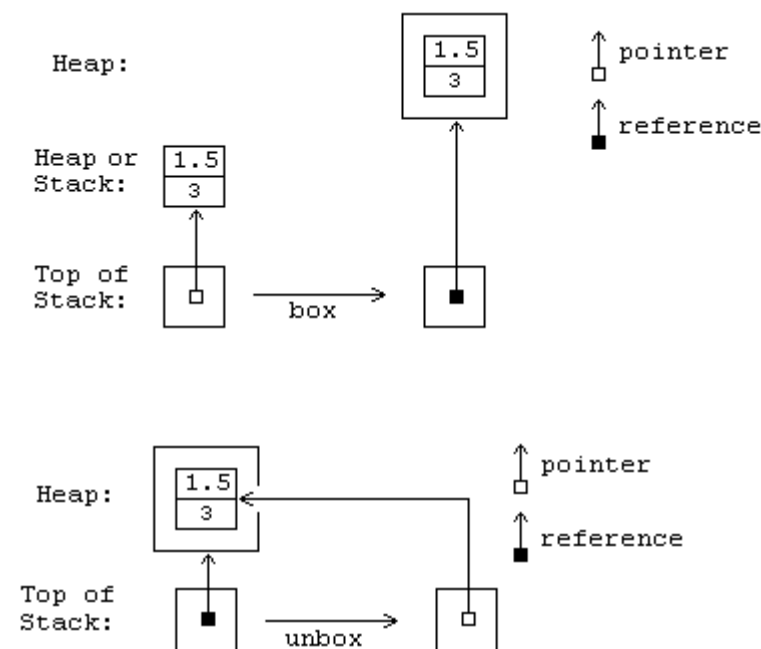 Heap:
1.5
3
pointer
reference
Heap or
Stack:
1.5
3
Top of
Stack:
box
Heap:
1.5
3
pointer
reference
Top of
Stack:
unbox